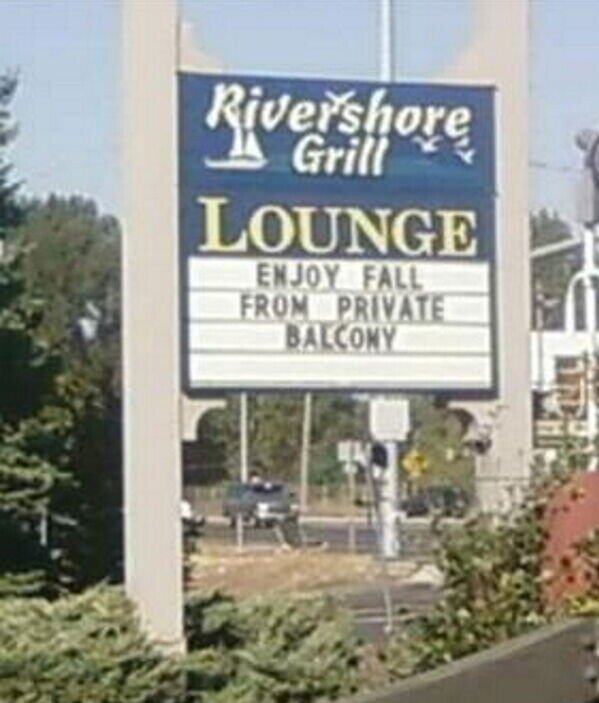 Rivershore
Grill
LOUNGE
ENJOY FALL
FROM PRIVATE
BALCONY